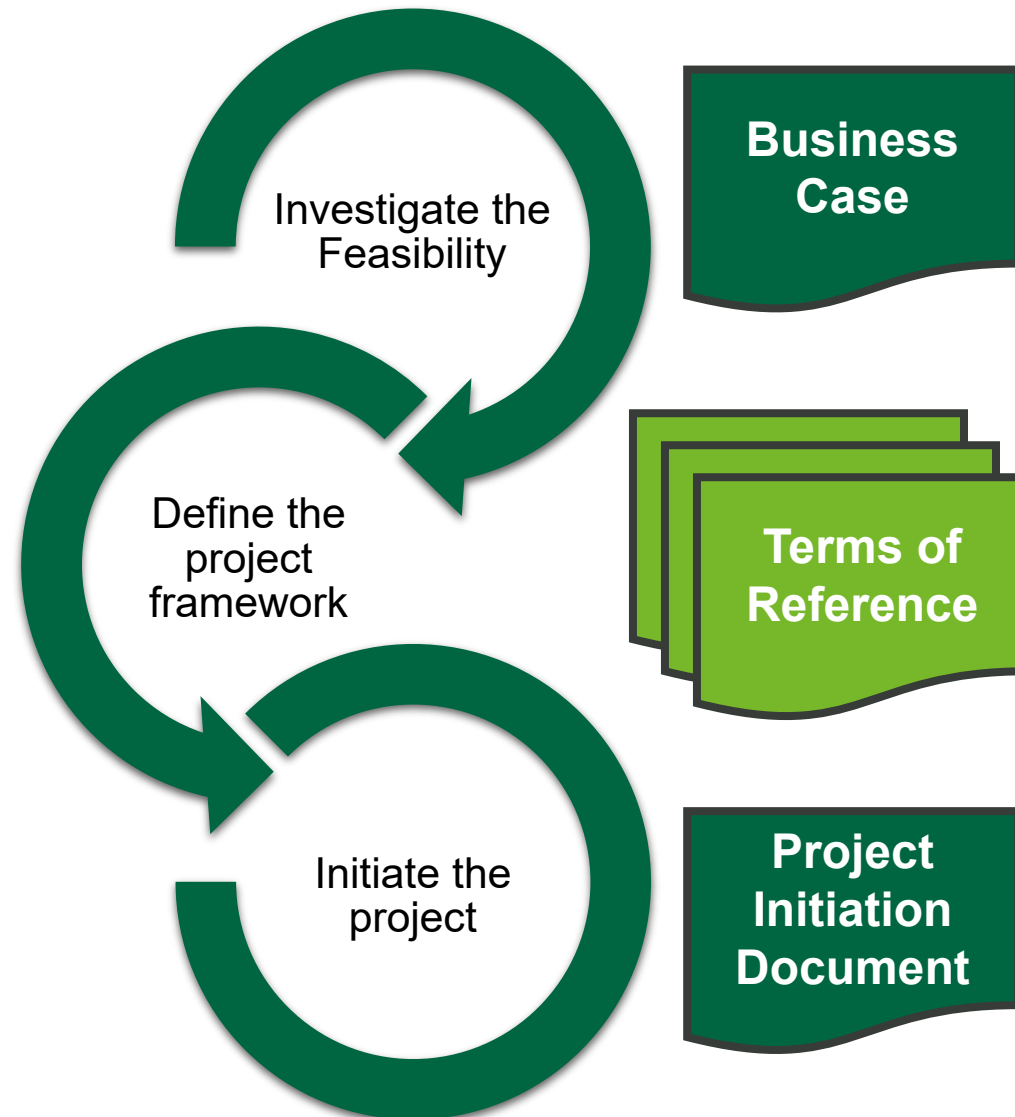 Investigate the
Feasibility
Business
Case
Define the
project
framework
Terms of
Reference
Initiate the
project
Project
Initiation
Document